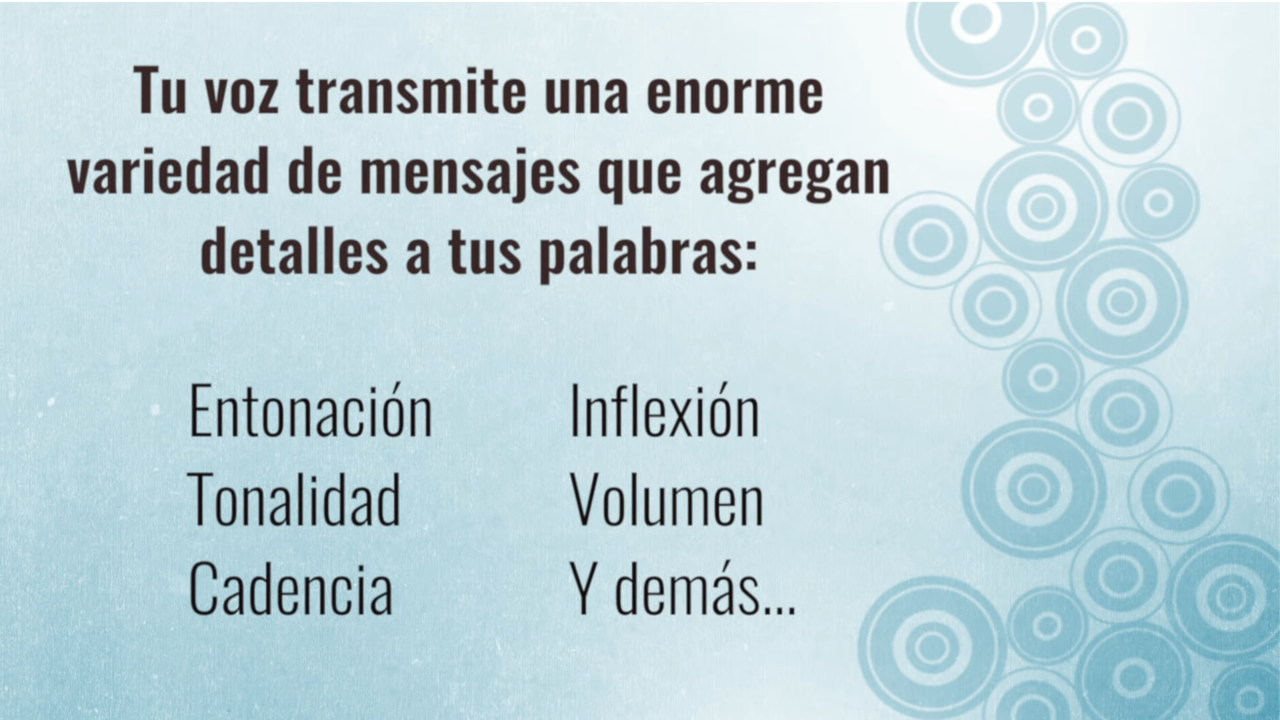 Tu voz transmite una enorme
variedad de mensajes que agregan
detalles a tus palabras:
Entonación
Tonalidad
Cadencia
Inflexión
Volumen
Y demás...